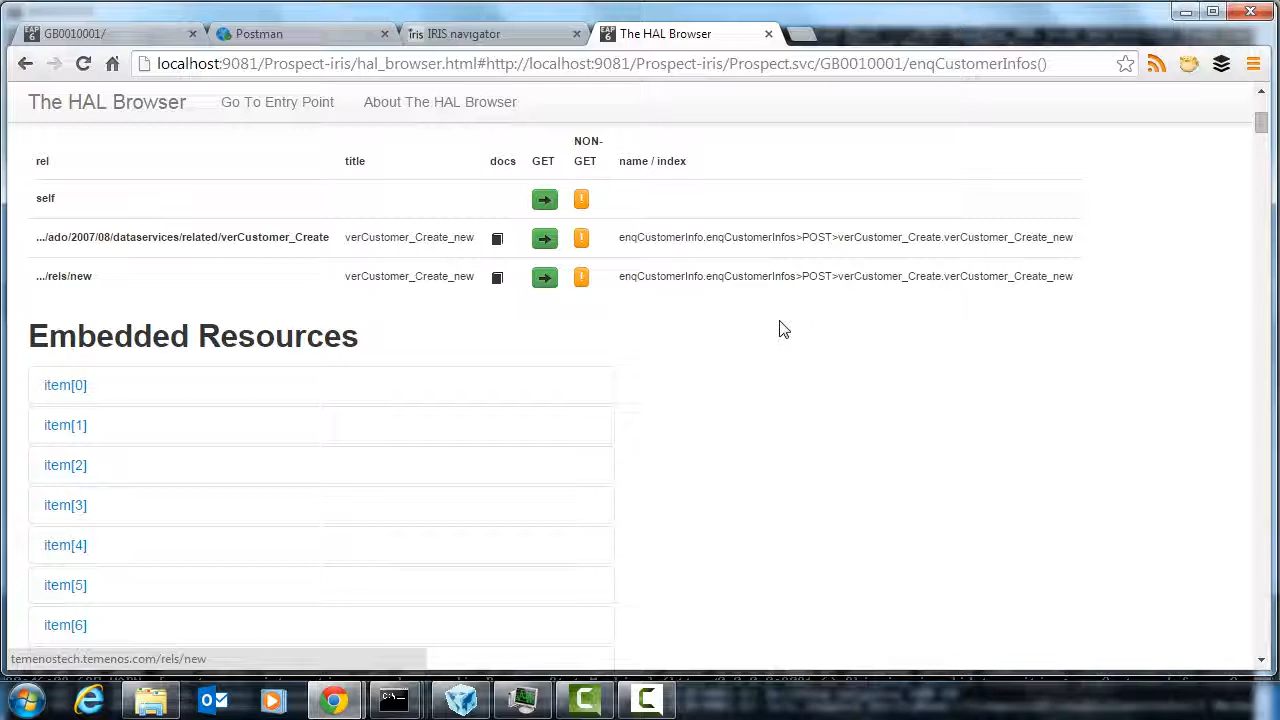 EAP 6 GB0010001/
Postman
iris IRIS navigator
EAP 6 The HAL Browser
localhost:9081/Prospect-iris/hal_browser.html#http://localhost:9081/Prospect-iris/Prospect.svc/GB0010001/enqCustomerInfos()
The HAL Browser Go To Entry Point About The HAL Browser
rel title docs GET NON-GET name / index
self
.../ado/2007/08/dataservices/related/verCustomer_Create verCustomer_Create_new enqCustomerInfo.enqCustomerInfos>POST>verCustomer_Create.verCustomer_Create_new
.../rels/new verCustomer_Create_new enqCustomerInfo.enqCustomerInfos>POST>verCustomer_Create.verCustomer_Create_new
Embedded Resources
item[0]
item[1]
item[2]
item[3]
item[4]
item[5]
item[6]
temenostech.temenos.com/rels/new